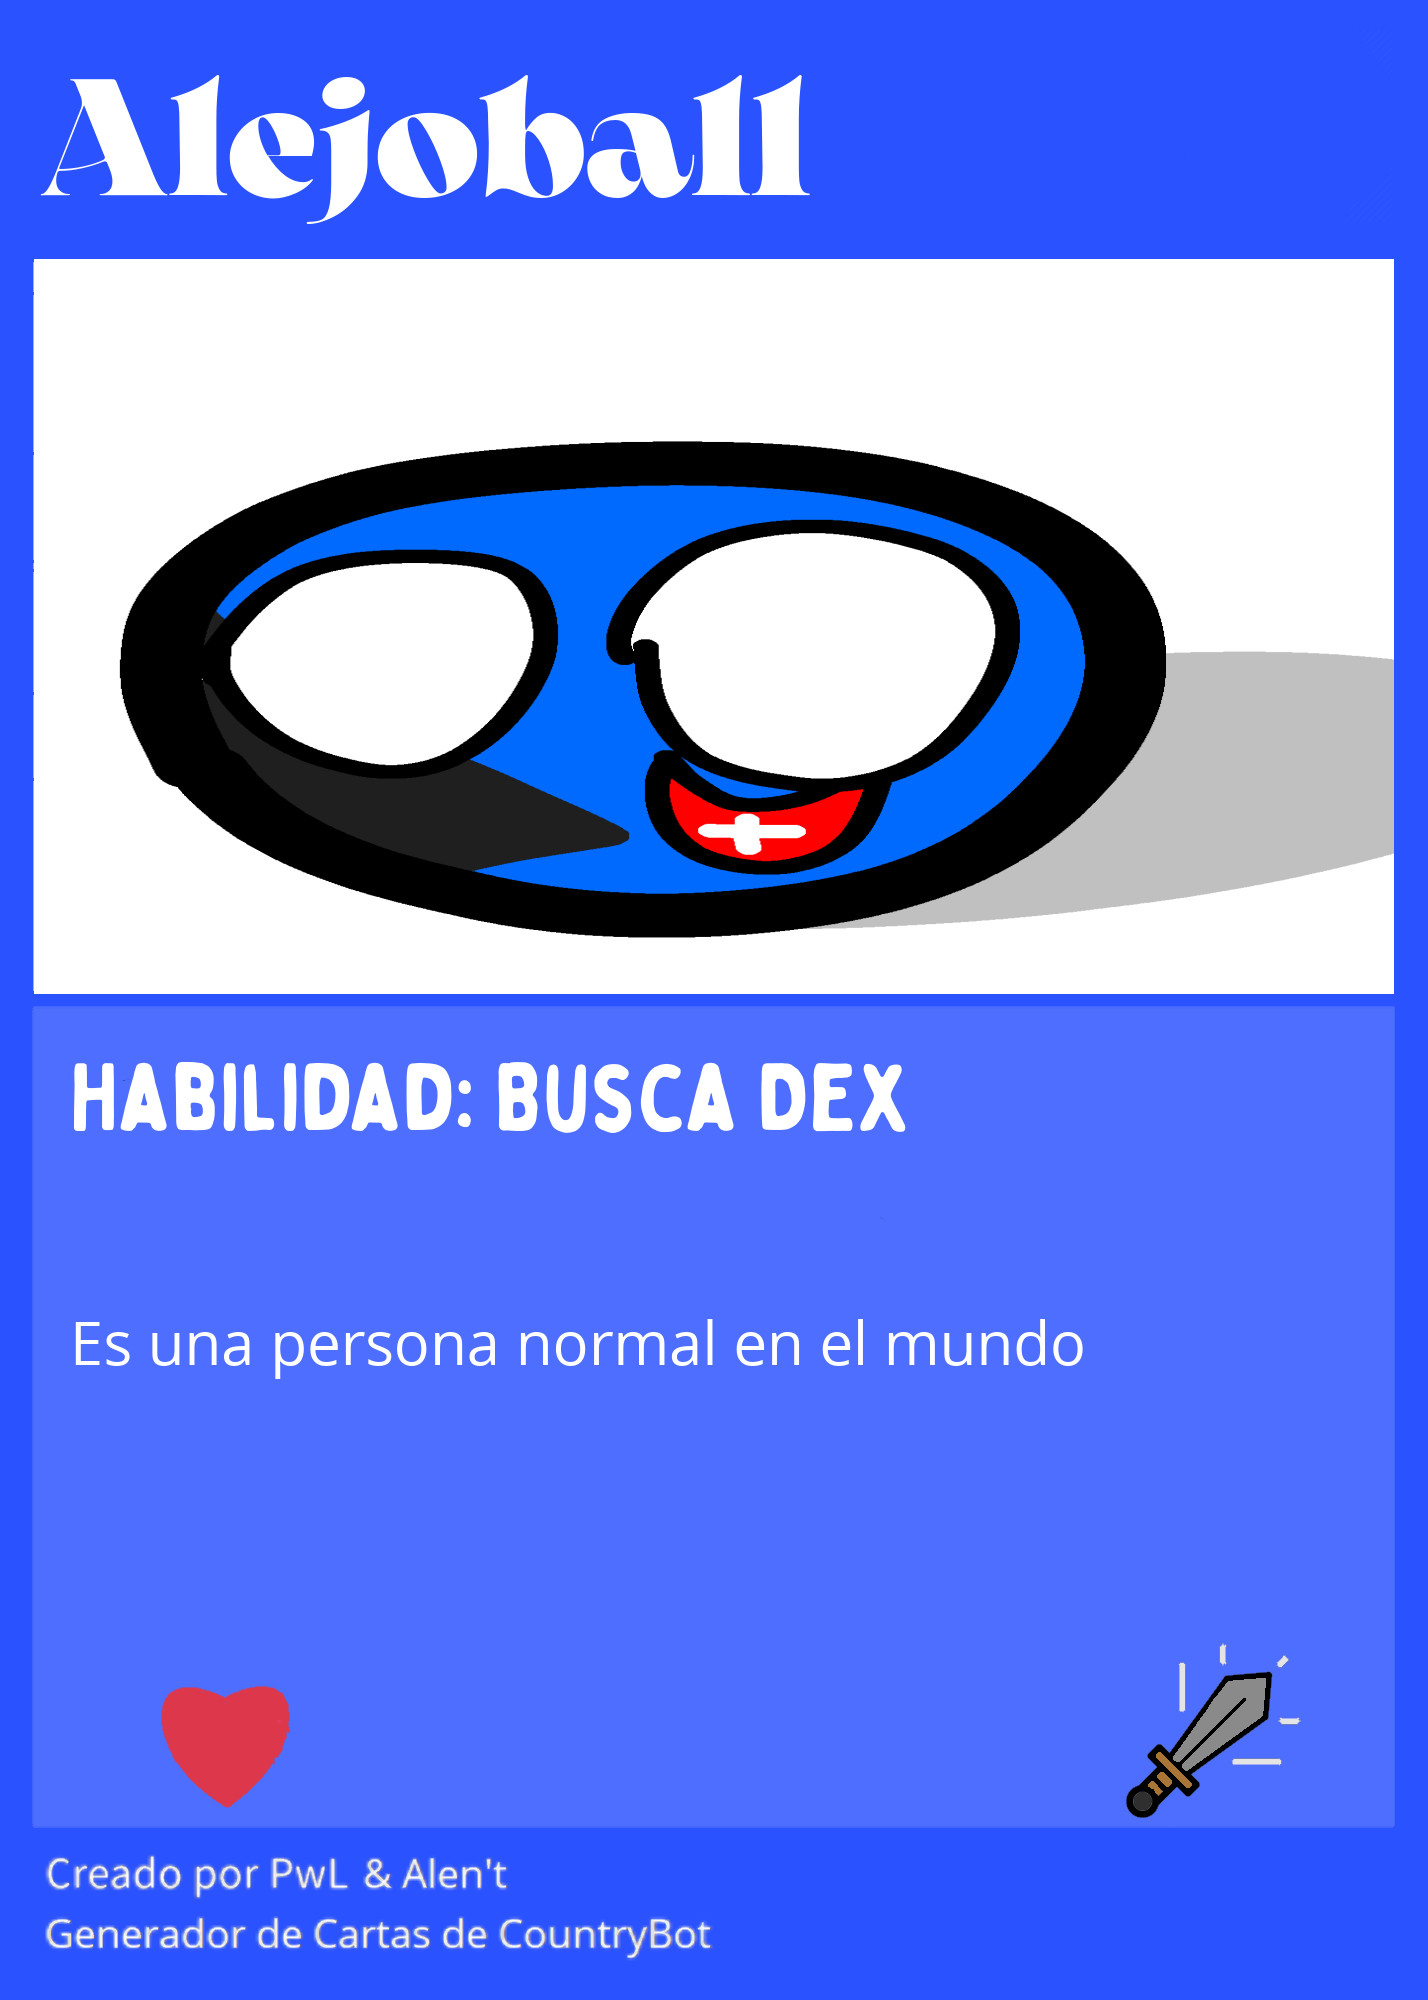 Alejoball
HABILIDAD: BUSCA DEX
Es una persona normal en el mundo
Creado por PwL & Alen't
Generador de Cartas de CountryBot